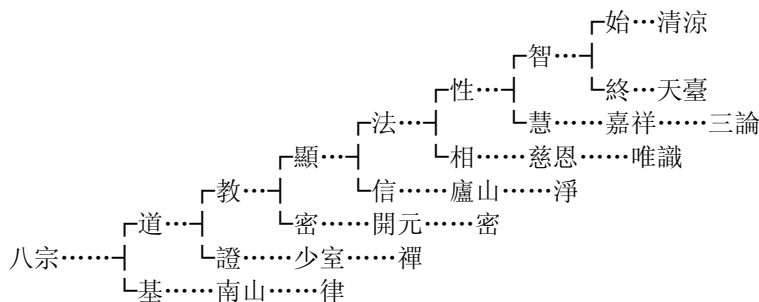 ┌始…清涼
┌智…┤
┌性…┤ └終…天臺
┌法…┤ └慧……嘉祥……三論
┌顯…┤ └相……慈恩……唯識
┌教…┤ └信……廬山……淨
┌道…┤ └密……開元……密
八宗……┤ └證……少室……禪
└基……南山……律